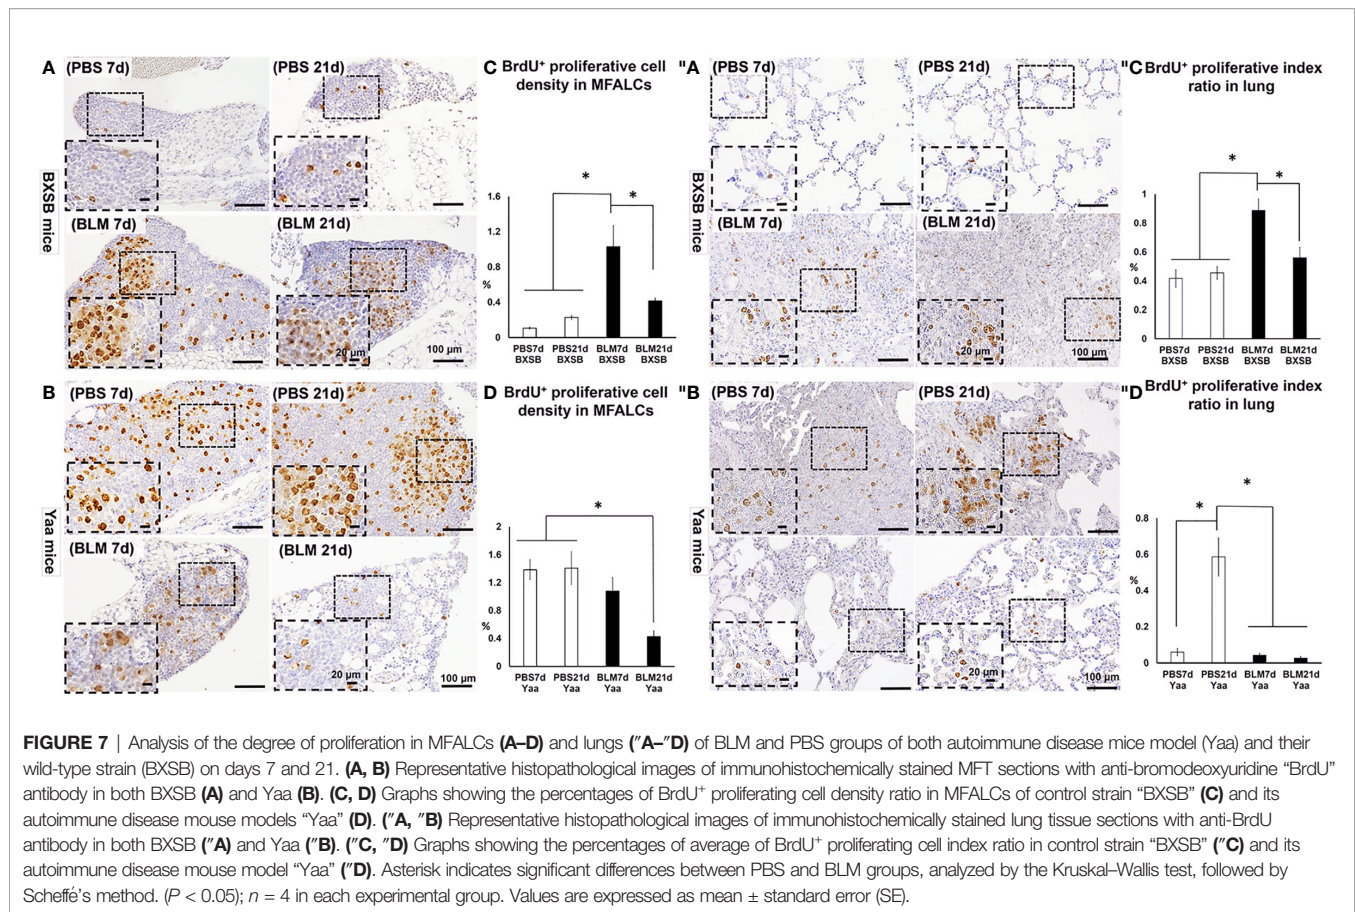 A
(PBS 7d)
(PBS 21d)
BXSB mice
(BLM 7d)
(BLM 21d)
20 μm
100 μm
C BrdU⁺ proliferative cell
density in MFALCs
1.6
1.2
0.8
%
0.4
0
*
*
PBS7d BXSB
PBS21d BXSB
BLM7d BXSB
BLM21d BXSB
"A
(PBS 7d)
(PBS 21d)
BXSB mice
(BLM 7d)
(BLM 21d)
20 μm
100 μm
"C BrdU⁺ proliferative index
ratio in lung
1
0.8
0.6
%
0.4
0.2
0
*
*
PBS7d BXSB
PBS21d BXSB
BLM7d BXSB
BLM21d BXSB
B
(PBS 7d)
(PBS 21d)
Yaa mice
(BLM 7d)
(BLM 21d)
20 μm
100 μm
D BrdU⁺ proliferative cell
density in MFALCs
2
1.6
1.2
0.8
%
0.4
0
*
PBS7d Yaa
PBS21d Yaa
BLM7d Yaa
BLM21d Yaa
"B
(PBS 7d)
(PBS 21d)
Yaa mice
(BLM 7d)
(BLM 21d)
20 μm
100 μm
"D BrdU⁺ proliferative index
ratio in lung
0.8
0.6
%
0.4
0.2
0
*
*
PBS7d Yaa
PBS21d Yaa
BLM7d Yaa
BLM21d Yaa
FIGURE 7 | Analysis of the degree of proliferation in MFALCs (A–D) and lungs (″A–″D) of BLM and PBS groups of both autoimmune disease mice model (Yaa) and their
wild-type strain (BXSB) on days 7 and 21. (A, B) Representative histopathological images of immunohistochemically stained MFT sections with anti-bromodeoxyuridine “BrdU”
antibody in both BXSB (A) and Yaa (B). (C, D) Graphs showing the percentages of BrdU⁺ proliferating cell density ratio in MFALCs of control strain “BXSB” (C) and its
autoimmune disease mouse models “Yaa” (D). (″A, ″B) Representative histopathological images of immunohistochemically stained lung tissue sections with anti-BrdU
antibody in both BXSB (″A) and Yaa (″B). (″C, ″D) Graphs showing the percentages of average of BrdU⁺ proliferating cell index ratio in control strain “BXSB” (″C) and its
autoimmune disease mouse model “Yaa” (″D). Asterisk indicates significant differences between PBS and BLM groups, analyzed by the Kruskal–Wallis test, followed by
Scheffé’s method. (P < 0.05); n = 4 in each experimental group. Values are expressed as mean ± standard error (SE).